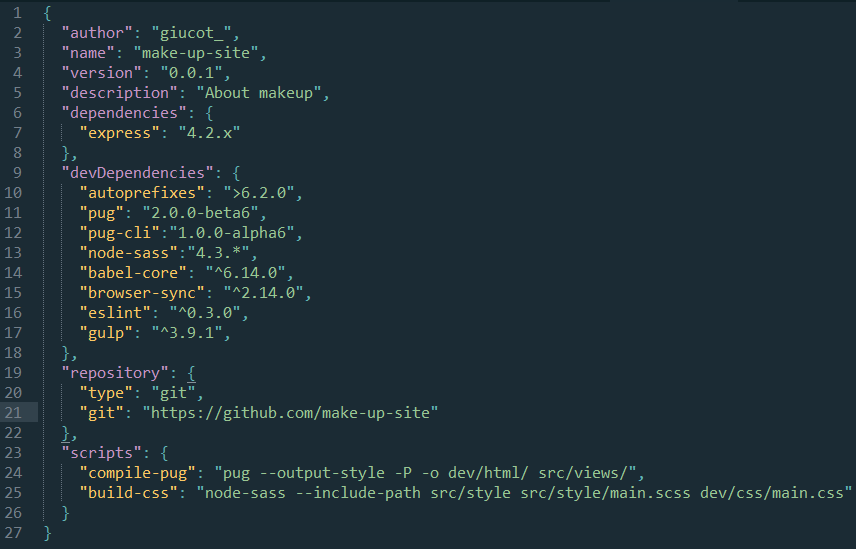 1 {
2 "author": "giucot_",
3 "name": "make-up-site",
4 "version": "0.0.1",
5 "description": "About makeup",
6 "dependencies": {
7 "express": "4.2.x"
8 },
9 "devDependencies": {
10 "autoprefixes": ">6.2.0",
11 "pug": "2.0.0-beta6",
12 "pug-cli":"1.0.0-alpha6",
13 "node-sass":"4.3.*",
14 "babel-core": "^6.14.0",
15 "browser-sync": "^2.14.0",
16 "eslint": "^0.3.0",
17 "gulp": "^3.9.1",
18 },
19 "repository": {
20 "type": "git",
21 "git": "https://github.com/make-up-site"
22 },
23 "scripts": {
24 "compile-pug": "pug --output-style -P -o dev/html/ src/views/",
25 "build-css": "node-sass --include-path src/style src/style/main.scss dev/css/main.css"
26 }
27 }